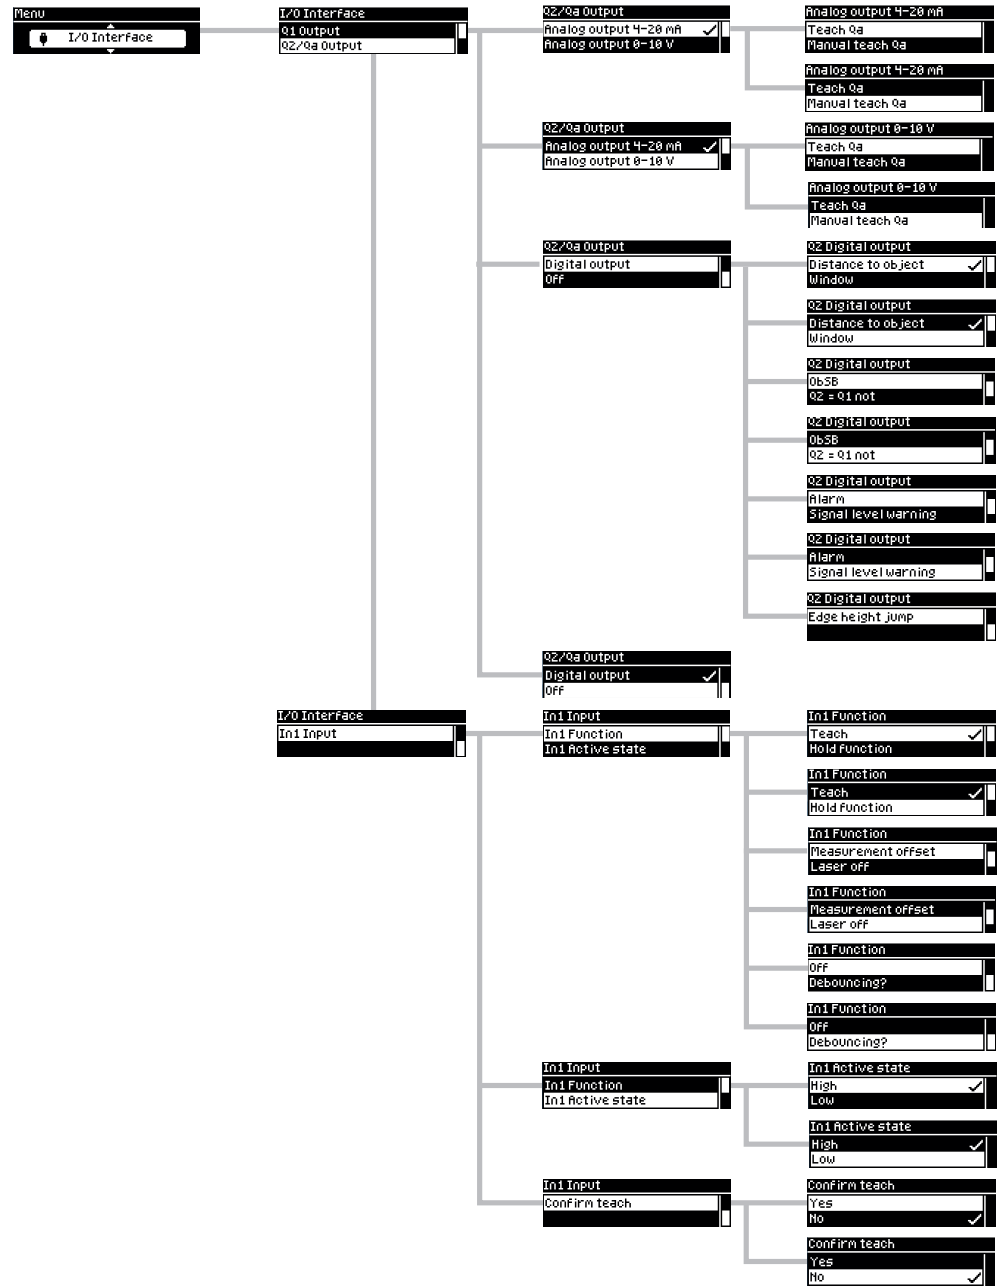 Menu
I/O Interface
I/O Interface
Q1 Output
Q2/Qa Output
Q2/Qa Output
Analog output 4-20 mA
Analog output 0-10 V
Analog output 4-20 mA
Teach Qa
Manual teach Qa
Analog output 4-20 mA
Teach Qa
Manual teach Qa
Q2/Qa Output
Analog output 4-20 mA
Analog output 0-10 V
Analog output 0-10 V
Teach Qa
Manual teach Qa
Analog output 0-10 V
Teach Qa
Manual teach Qa
Q2/Qa Output
Digital output
Off
Q2 Digital output
Distance to object
Window
Q2 Digital output
Distance to object
Window
Q2 Digital output
ObSB
Q2 = Q1 not
Q2 Digital output
ObSB
Q2 = Q1 not
Q2 Digital output
Alarm
Signal level warning
Q2 Digital output
Alarm
Signal level warning
Q2 Digital output
Edge height jump
Q2/Qa Output
Digital output
Off
I/O Interface
In1 Input
In1 Input
In1 Function
In1 Active state
In1 Function
Teach
Hold function
In1 Function
Teach
Hold function
In1 Function
Measurement offset
Laser off
In1 Function
Measurement offset
Laser off
In1 Function
Off
Debouncing?
In1 Function
Off
Debouncing?
In1 Input
In1 Function
In1 Active state
In1 Active state
High
Low
In1 Active state
High
Low
In1 Input
Confirm teach
Confirm teach
Yes
No
Confirm teach
Yes
No